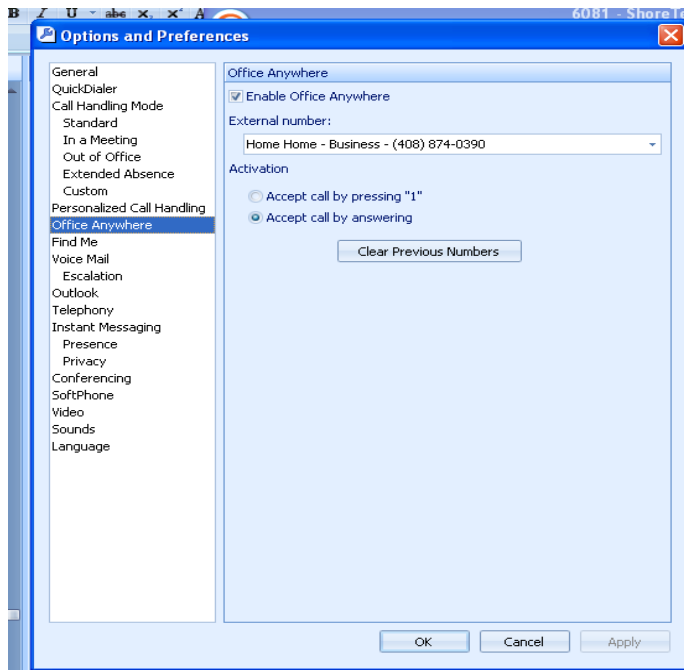 B I U abc x, x² A
6081 - ShoreTe
Options and Preferences
General
QuickDialer
Call Handling Mode
Standard
In a Meeting
Out of Office
Extended Absence
Custom
Personalized Call Handling
Office Anywhere
Find Me
Voice Mail
Escalation
Outlook
Telephony
Instant Messaging
Presence
Privacy
Conferencing
SoftPhone
Video
Sounds
Language
Office Anywhere
Enable Office Anywhere
External number:
Home Home - Business - (408) 874-0390
Activation
Accept call by pressing "1"
Accept call by answering
Clear Previous Numbers
OK Cancel Apply